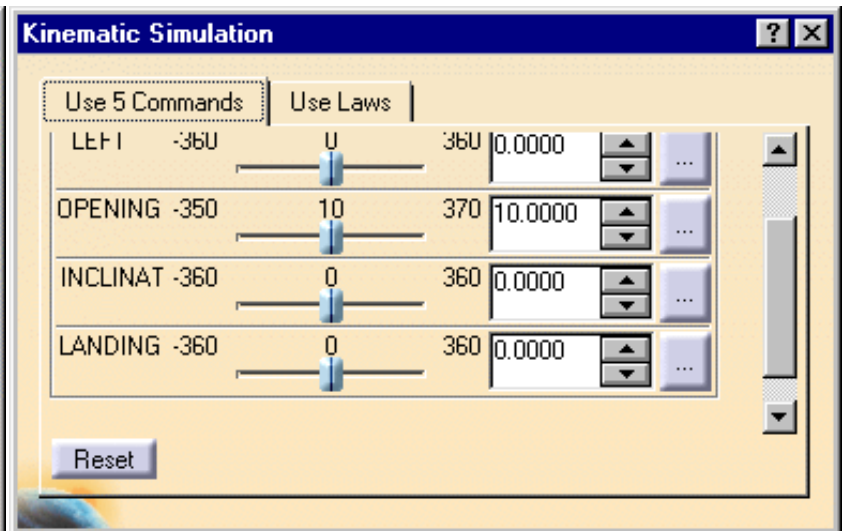 Kinematic Simulation
Use 5 Commands Use Laws
LEFT -360 0 360 0.0000 ...
OPENING -350 10 370 10.0000 ...
INCLINAT -360 0 360 0.0000 ...
LANDING -360 0 360 0.0000 ...
Reset